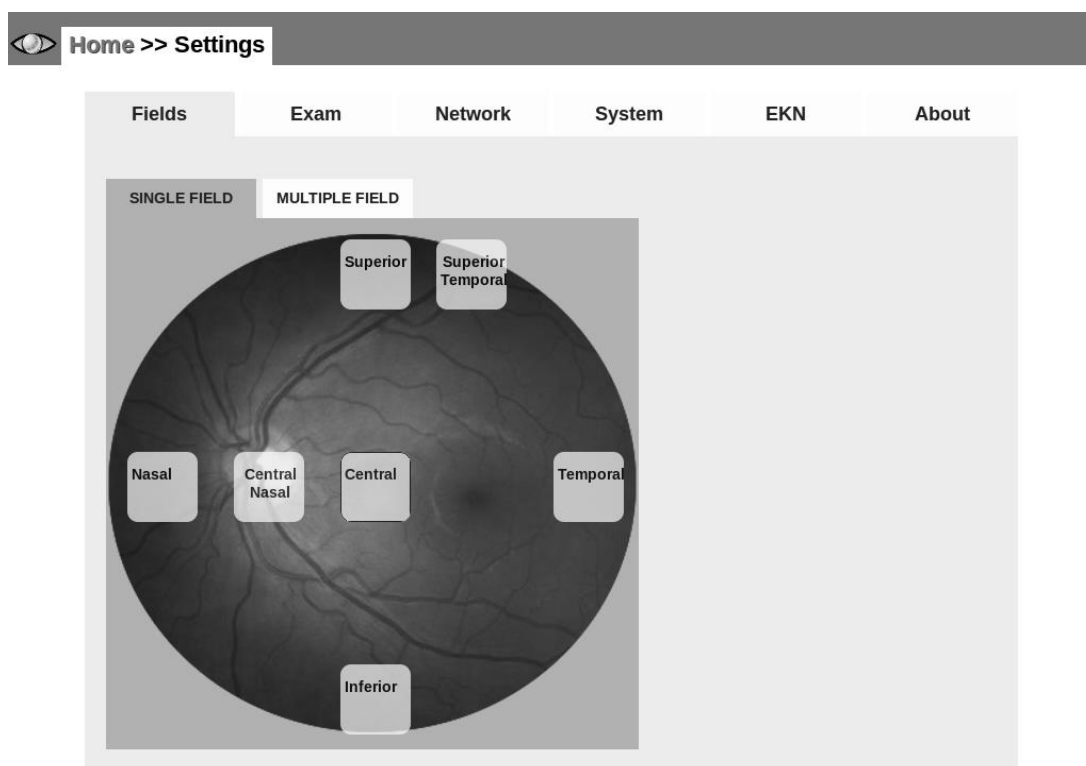 Home >> Settings
Fields Exam Network System EKN About
SINGLE FIELD MULTIPLE FIELD
Superior Superior
Temporal
Nasal Central Central Temporal
Nasal
Inferior